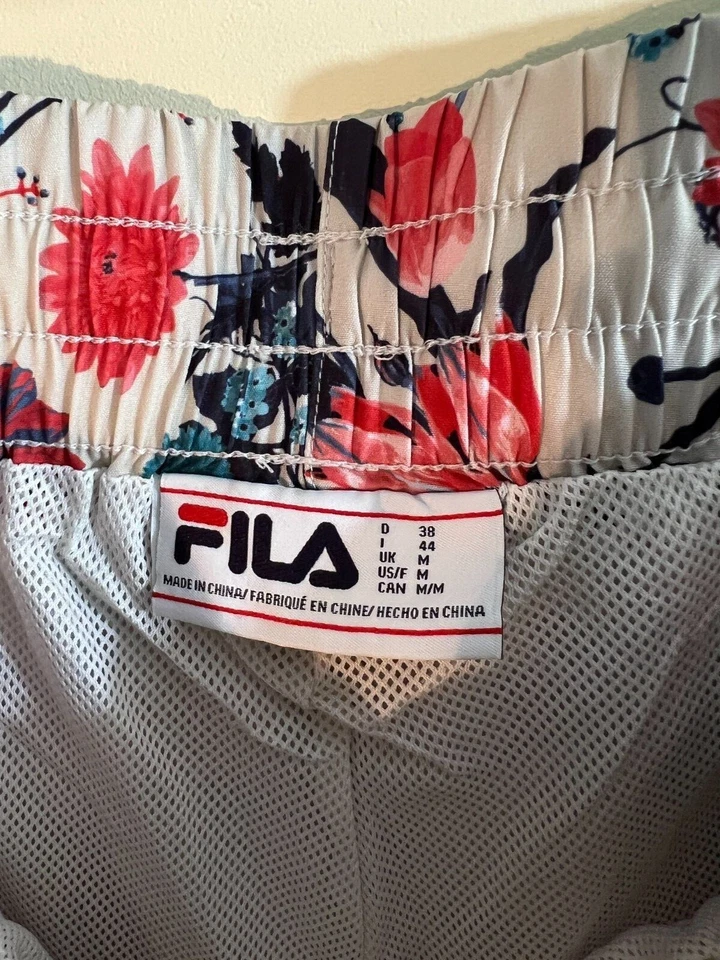 FILA
D 38
I 44
UK M
US/F M
CAN M/M
MADE IN CHINA/ FABRIQUÉ EN CHINE/ HECHO EN CHINA